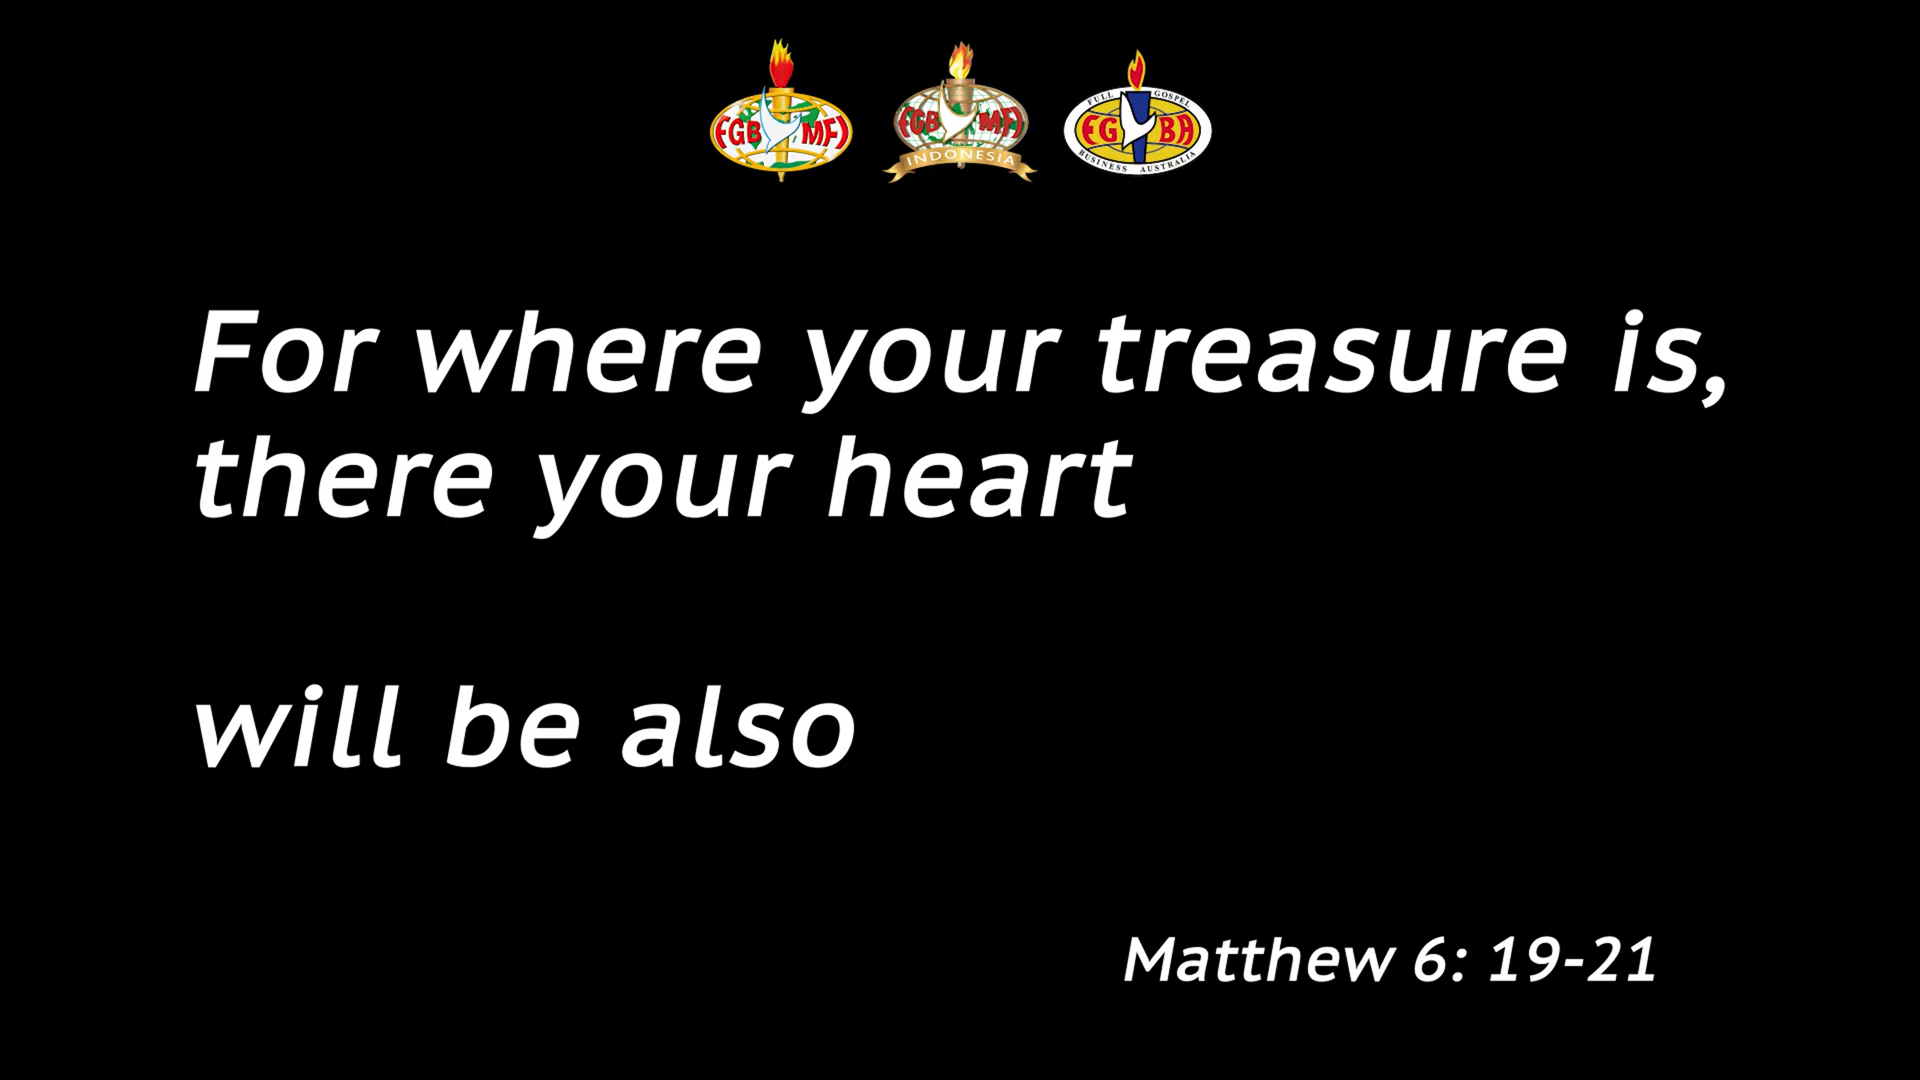 FGB MFI
FGB MFI
INDONESIA
FULL GOSPEL
FG BA
BUSINESS AUSTRALIA
For where your treasure is,
there your heart
will be also
Matthew 6: 19-21